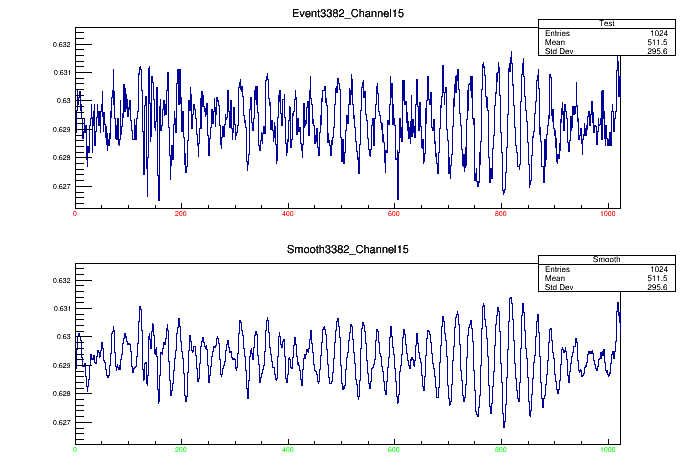 Event3382_Channel15
Test
Entries 1024
Mean 511.5
Std Dev 295.6
0.632
0.631
0.63
0.629
0.628
0.627
0 200 400 600 800 1000
Smooth3382_Channel15
Smooth
Entries 1024
Mean 511.5
Std Dev 295.6
0.632
0.631
0.63
0.629
0.628
0.627
0 200 400 600 800 1000